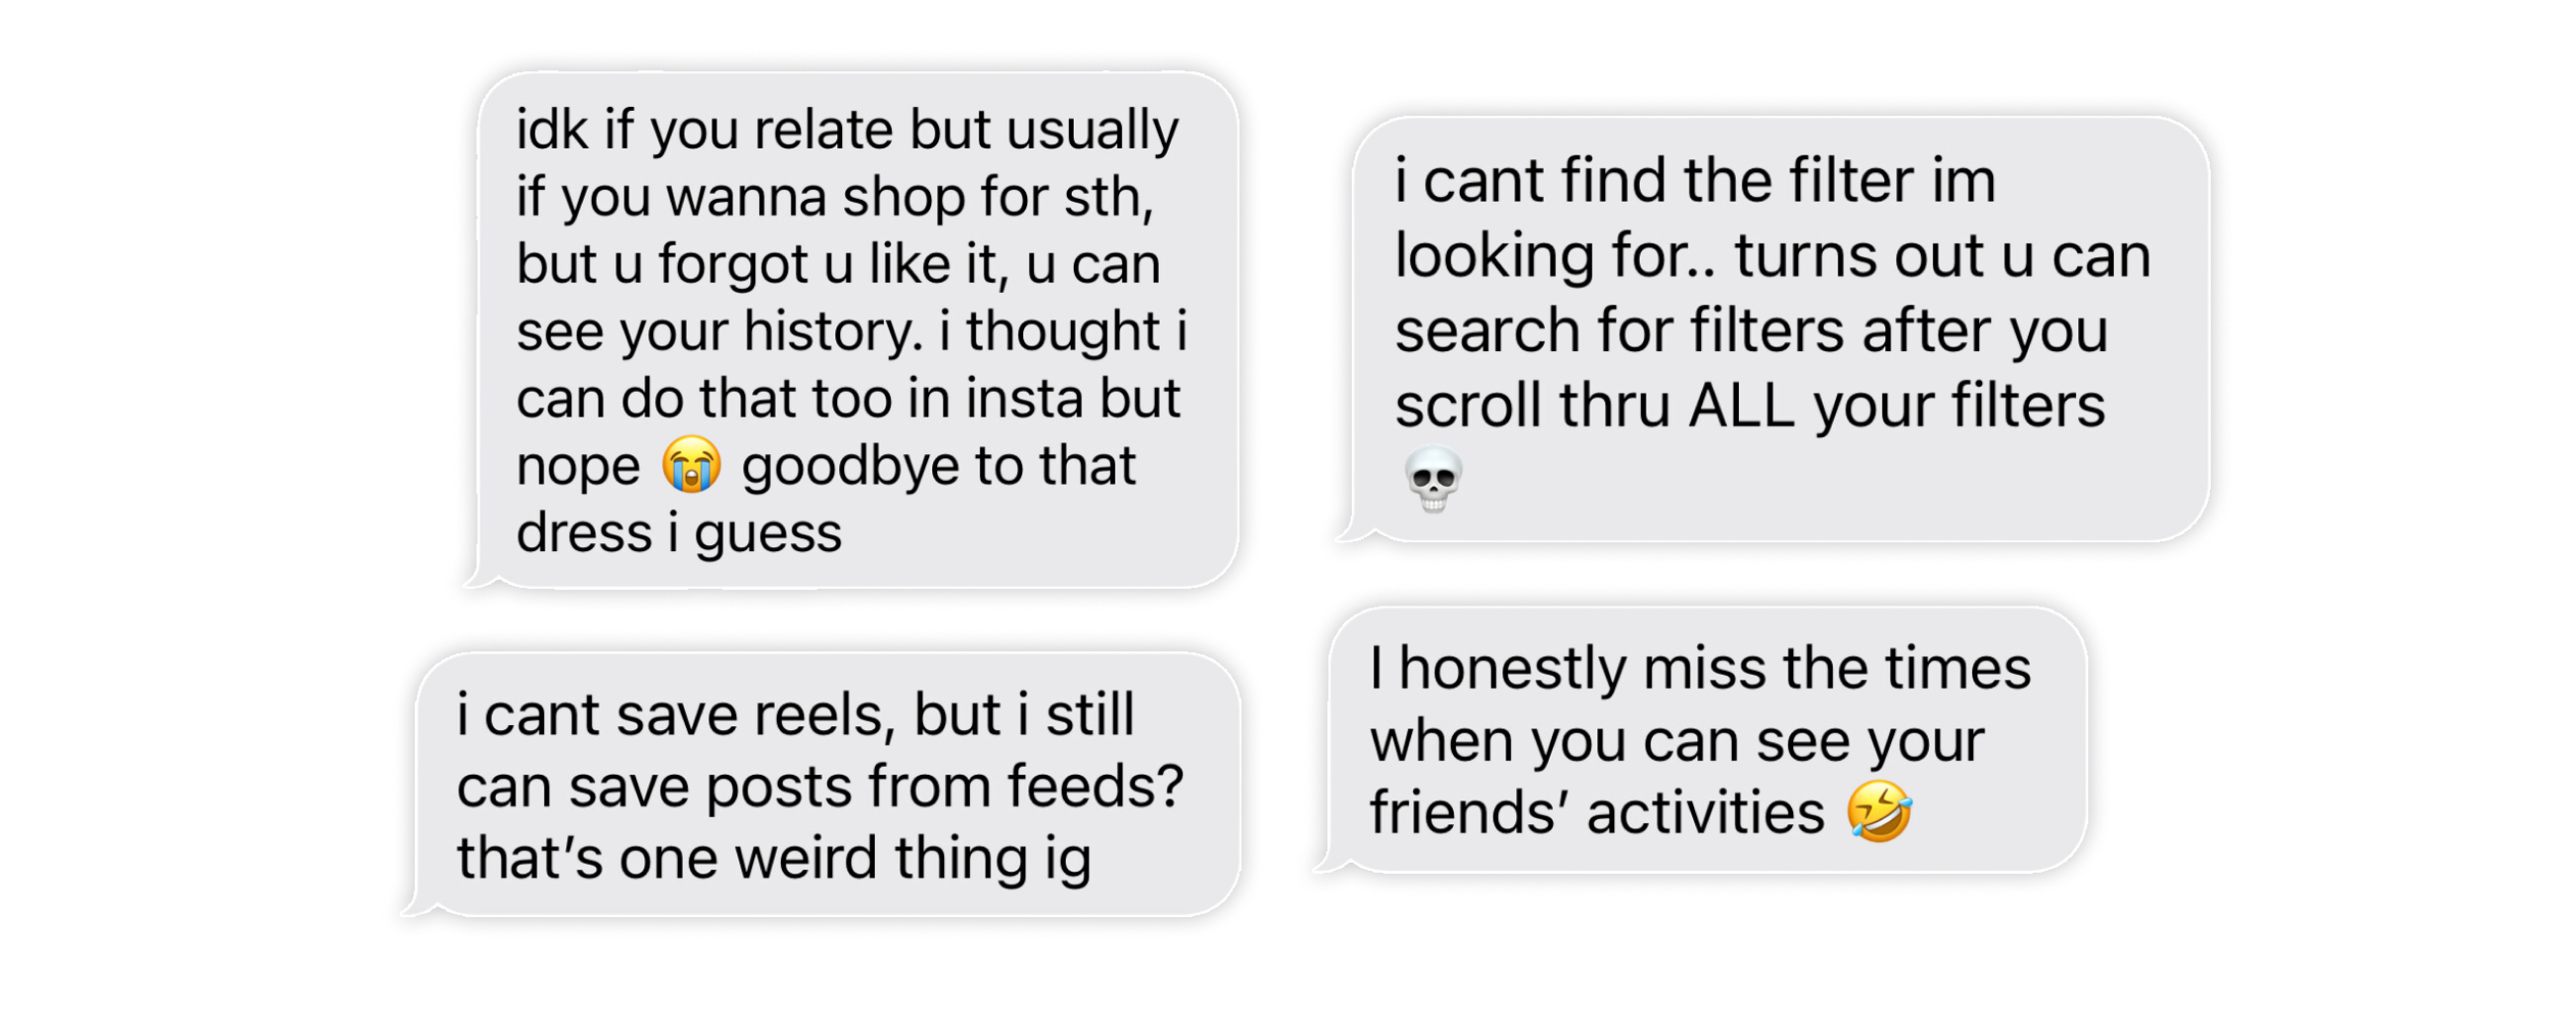 idk if you relate but usually
if you wanna shop for sth,
but u forgot u like it, u can
see your history. i thought i
can do that too in insta but
nope 😭 goodbye to that
dress i guess
i cant find the filter im
looking for.. turns out u can
search for filters after you
scroll thru ALL your filters
💀
i cant save reels, but i still
can save posts from feeds?
that’s one weird thing ig
I honestly miss the times
when you can see your
friends’ activities 🤣